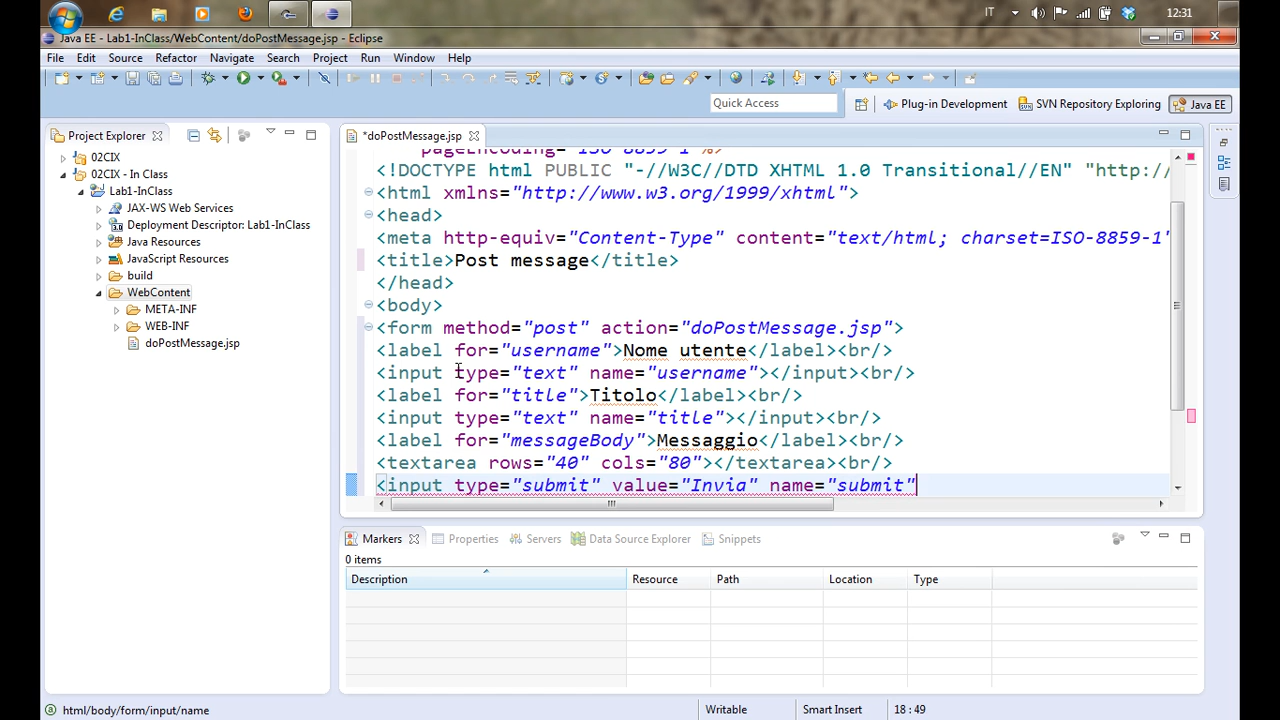 IT 12:31
Java EE - Lab1-InClass/WebContent/doPostMessage.jsp - Eclipse
File Edit Source Refactor Navigate Search Project Run Window Help
Quick Access Plug-in Development SVN Repository Exploring Java EE
Project Explorer
02CIX
02CIX - In Class
Lab1-InClass
JAX-WS Web Services
Deployment Descriptor: Lab1-InClass
Java Resources
JavaScript Resources
build
WebContent
META-INF
WEB-INF
doPostMessage.jsp
*doPostMessage.jsp
pageEncoding="ISO-8859-1"%>
<!DOCTYPE html PUBLIC "-//W3C//DTD XHTML 1.0 Transitional//EN" "http://
<html xmlns="http://www.w3.org/1999/xhtml">
<head>
<meta http-equiv="Content-Type" content="text/html; charset=ISO-8859-1"
<title>Post message</title>
</head>
<body>
<form method="post" action="doPostMessage.jsp">
<label for="username">Nome utente</label><br/>
<input type="text" name="username"></input><br/>
<label for="title">Titolo</label><br/>
<input type="text" name="title"></input><br/>
<label for="messageBody">Messaggio</label><br/>
<textarea rows="40" cols="80"></textarea><br/>
<input type="submit" value="Invia" name="submit"
Markers Properties Servers Data Source Explorer Snippets
0 items
Description Resource Path Location Type
html/body/form/input/name Writable Smart Insert 18 : 49